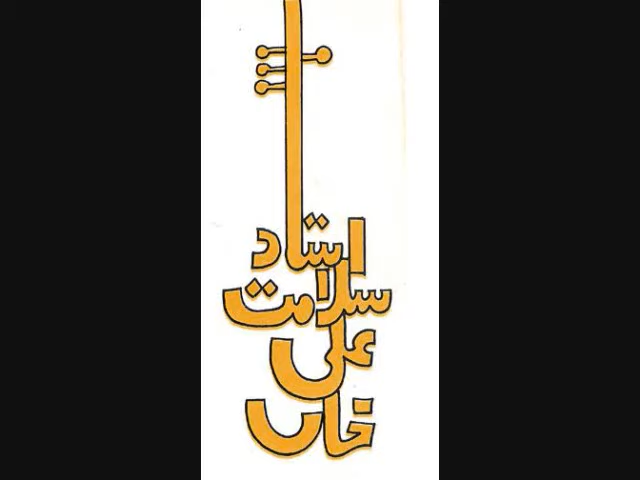 استاد
سلامت
علی
خاں